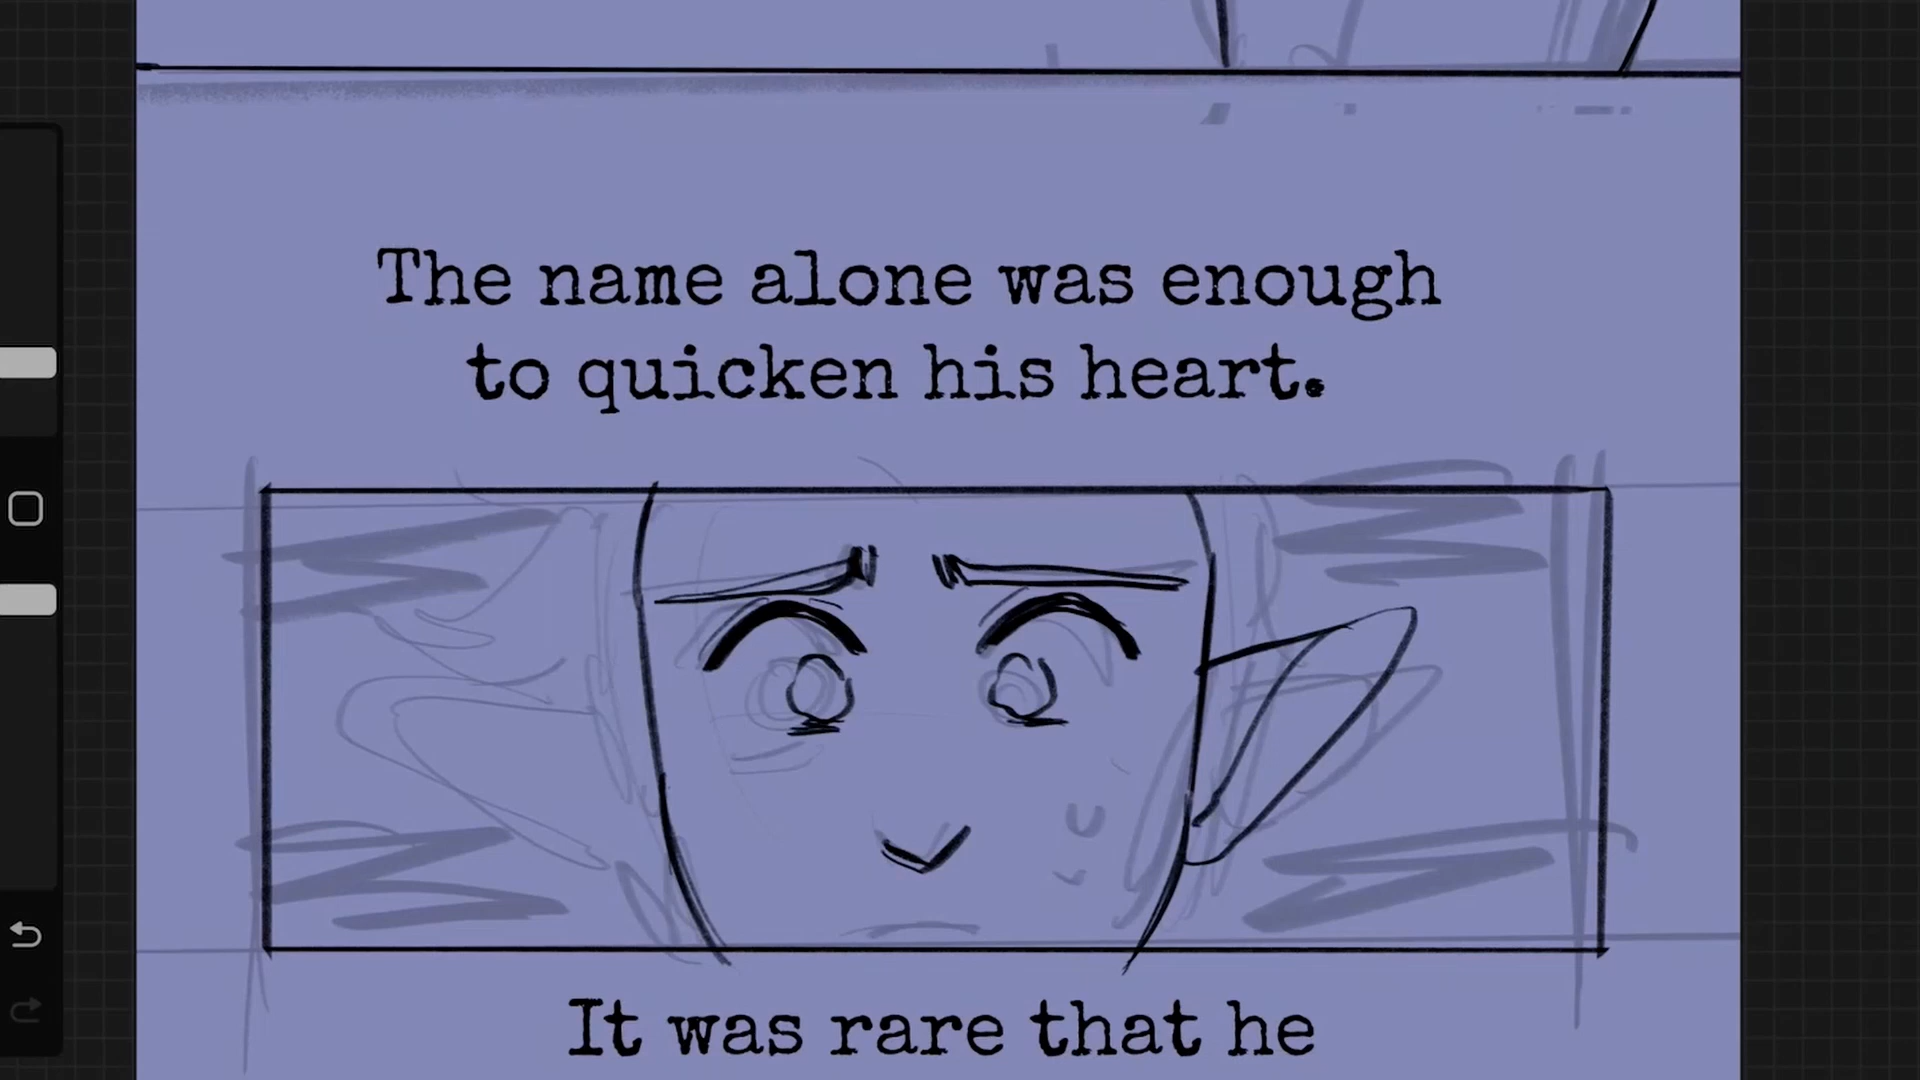 The name alone was enough
to quicken his heart.
It was rare that he